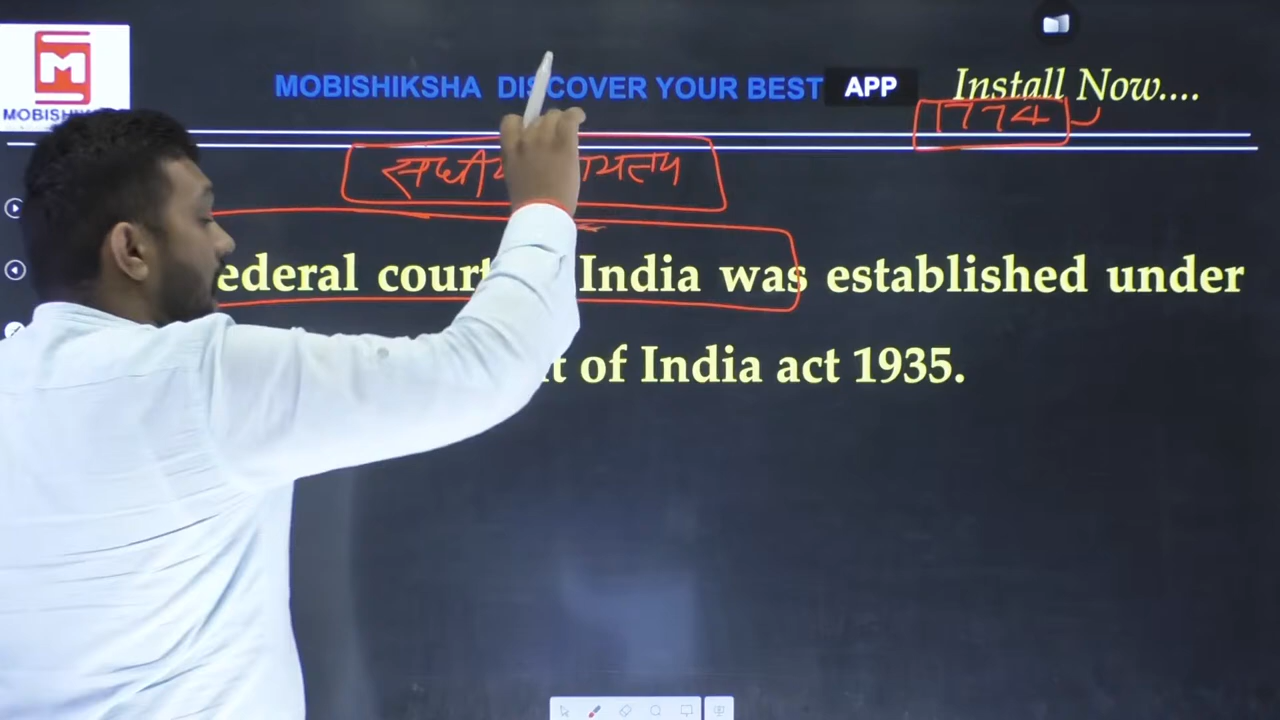 M
MOBISHIKSHA DISCOVER YOUR BEST APP Install Now....
MOBISH
1774
ederal court India was established under
t of India act 1935.